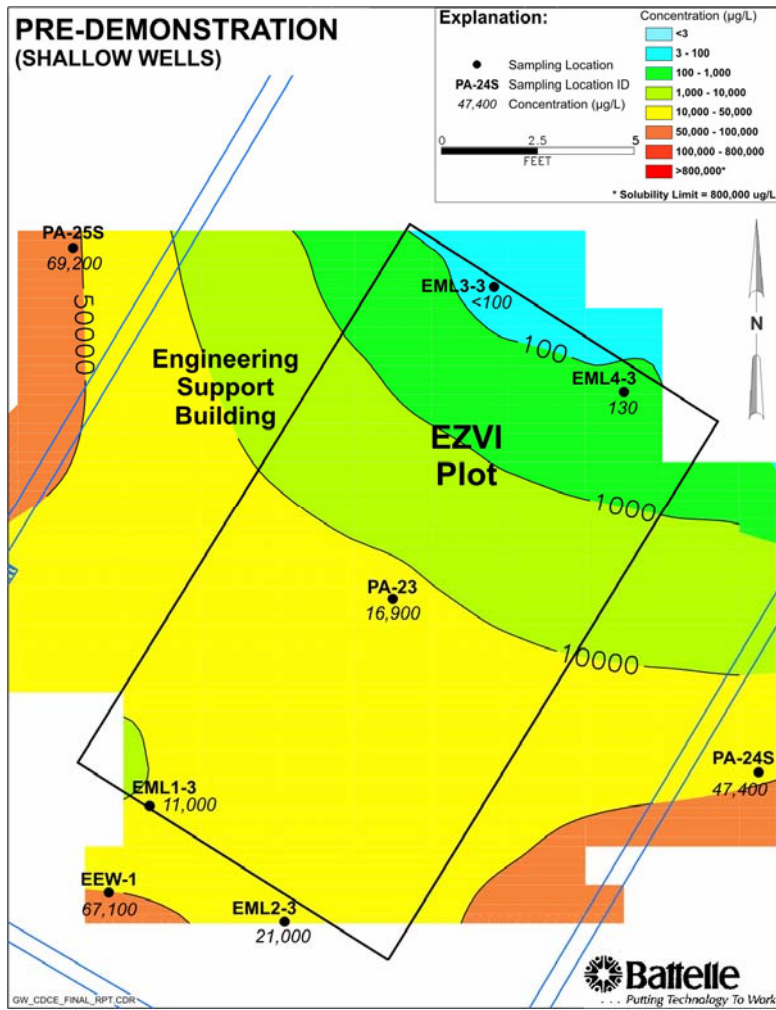 PRE-DEMONSTRATION
(SHALLOW WELLS)
Explanation:
Sampling Location
PA-24S Sampling Location ID
47,400 Concentration (µg/L)
0 2.5 5
FEET
Concentration (µg/L)
<3
3 - 100
100 - 1,000
1,000 - 10,000
10,000 - 50,000
50,000 - 100,000
100,000 - 800,000
>800,000*
* Solubility Limit = 800,000 ug/L
PA-25S
69,200
50000
EML3-3
<100
N
100
Engineering
Support
Building
EML4-3
130
EZVI
Plot
1000
PA-23
16,900
10000
PA-24S
47,400
EML1-3
11,000
EEW-1
67,100
EML2-3
21,000
Battelle
. . . Putting Technology To Work
GW_CDCE_FINAL_RPT.CDR